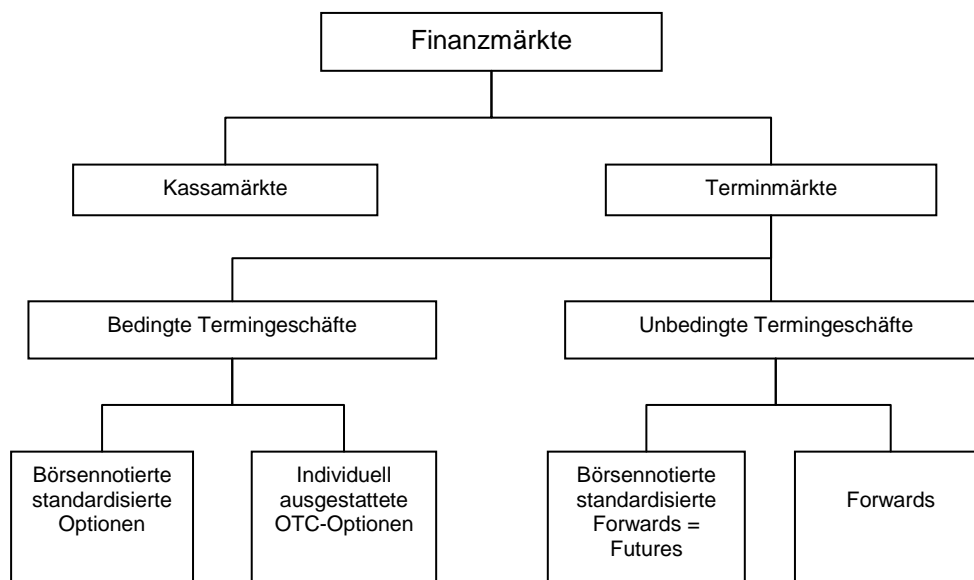 Finanzmärkte
Kassamärkte
Terminmärkte
Bedingte Termingeschäfte
Unbedingte Termingeschäfte
Börsennotierte
standardisierte
Optionen
Individuell
ausgestattete
OTC-Optionen
Börsennotierte
standardisierte
Forwards =
Futures
Forwards